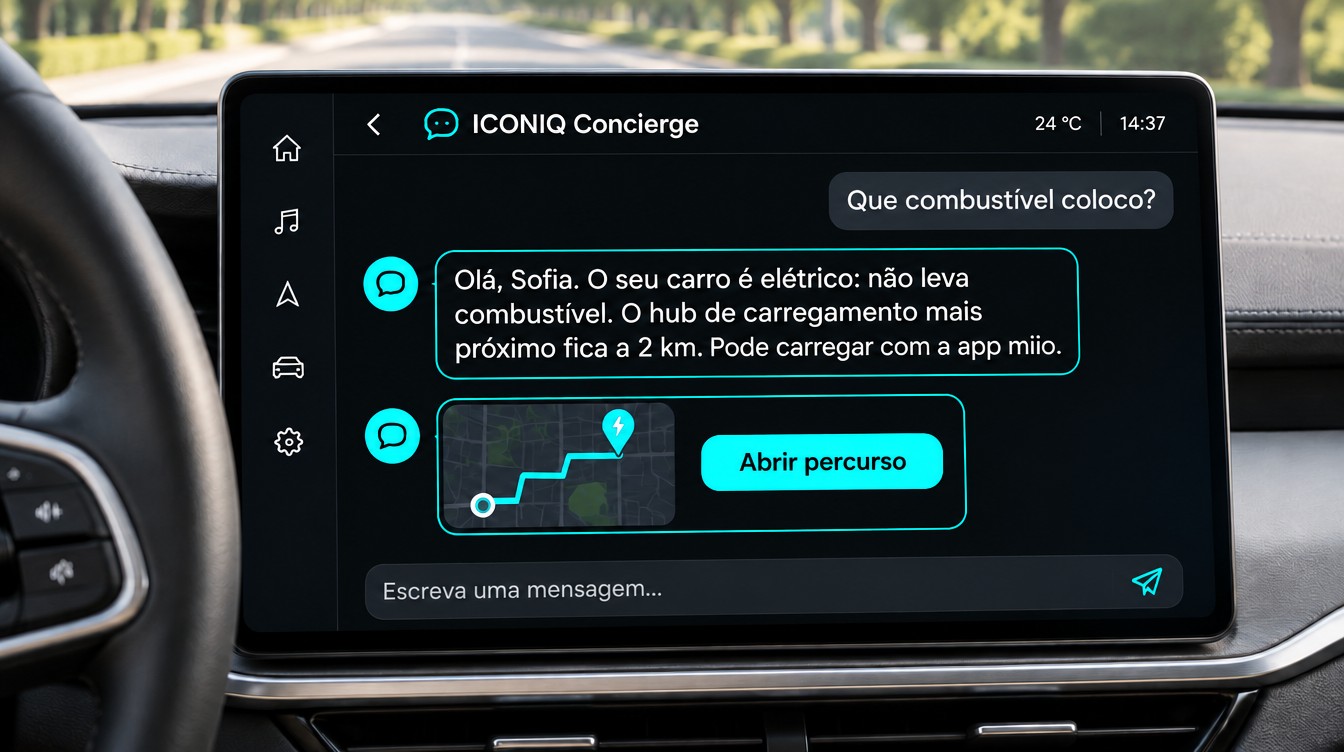 ICONIQ Concierge
24 °C
14:37
Que combustível coloco?
Olá, Sofia. O seu carro é elétrico: não leva
combustível. O hub de carregamento mais
próximo fica a 2 km. Pode carregar com a app miio.
Abrir percurso
Escreva uma mensagem...